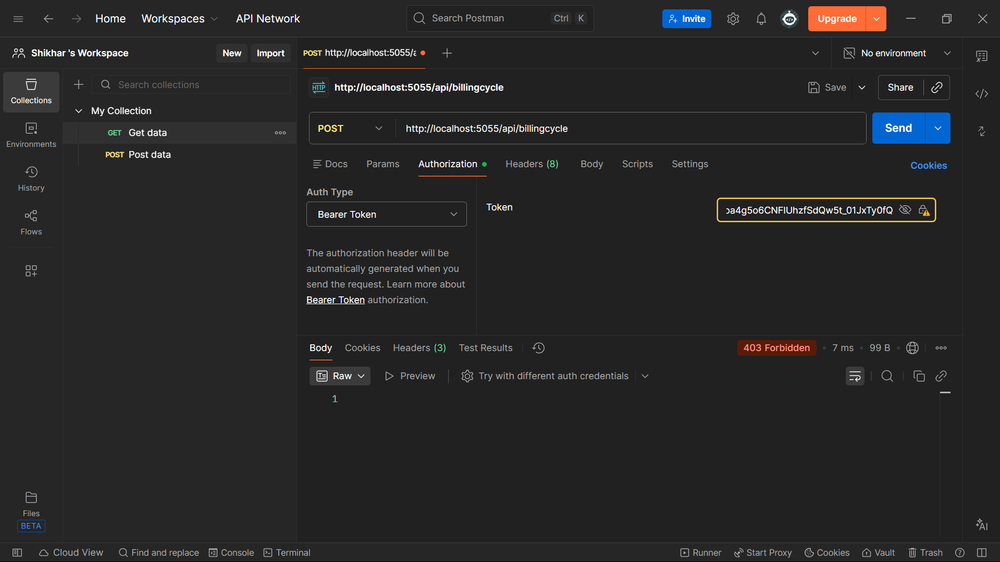 Home
Workspaces
API Network
Search Postman
Ctrl
K
Invite
Upgrade
Shikhar 's Workspace
New
Import
POST http://localhost:5055/a
No environment
Collections
Search collections
http://localhost:5055/api/billingcycle
Save
Share
My Collection
GET Get data
POST Post data
Environments
History
Flows
Files
BETA
POST
http://localhost:5055/api/billingcycle
Send
Docs
Params
Authorization
Headers (8)
Body
Scripts
Settings
Cookies
Auth Type
Bearer Token
The authorization header will be
automatically generated when you
send the request. Learn more about
Bearer Token authorization.
Token
Body
Cookies
Headers (3)
Test Results
403 Forbidden
7 ms
99 B
Raw
Preview
Try with different auth credentials
1
AI
Cloud View
Find and replace
Console
Terminal
Runner
Start Proxy
Cookies
Vault
Trash